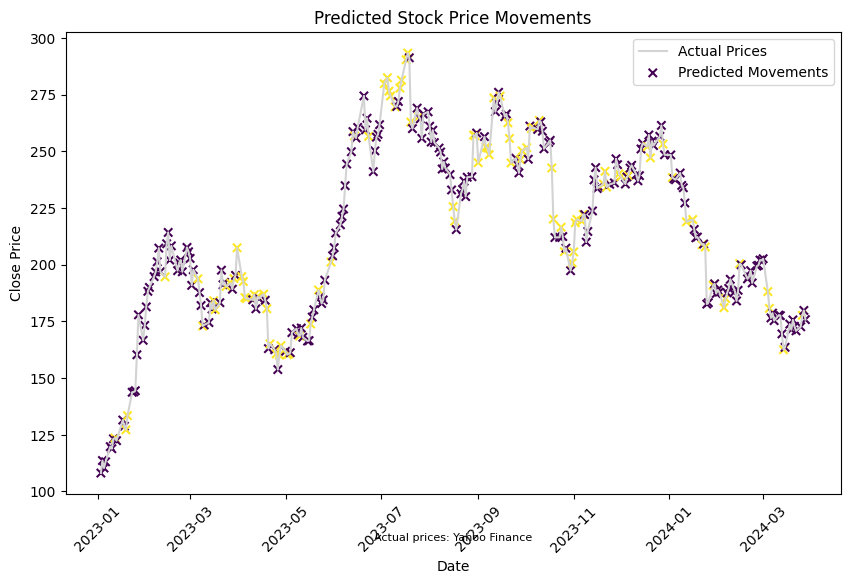 Predicted Stock Price Movements
Actual Prices
Predicted Movements
Close Price
300
275
250
225
200
175
150
125
100
2023-01
2023-03
2023-05
2023-07
2023-09
2023-11
2024-01
2024-03
Actual prices: Yahoo Finance
Date